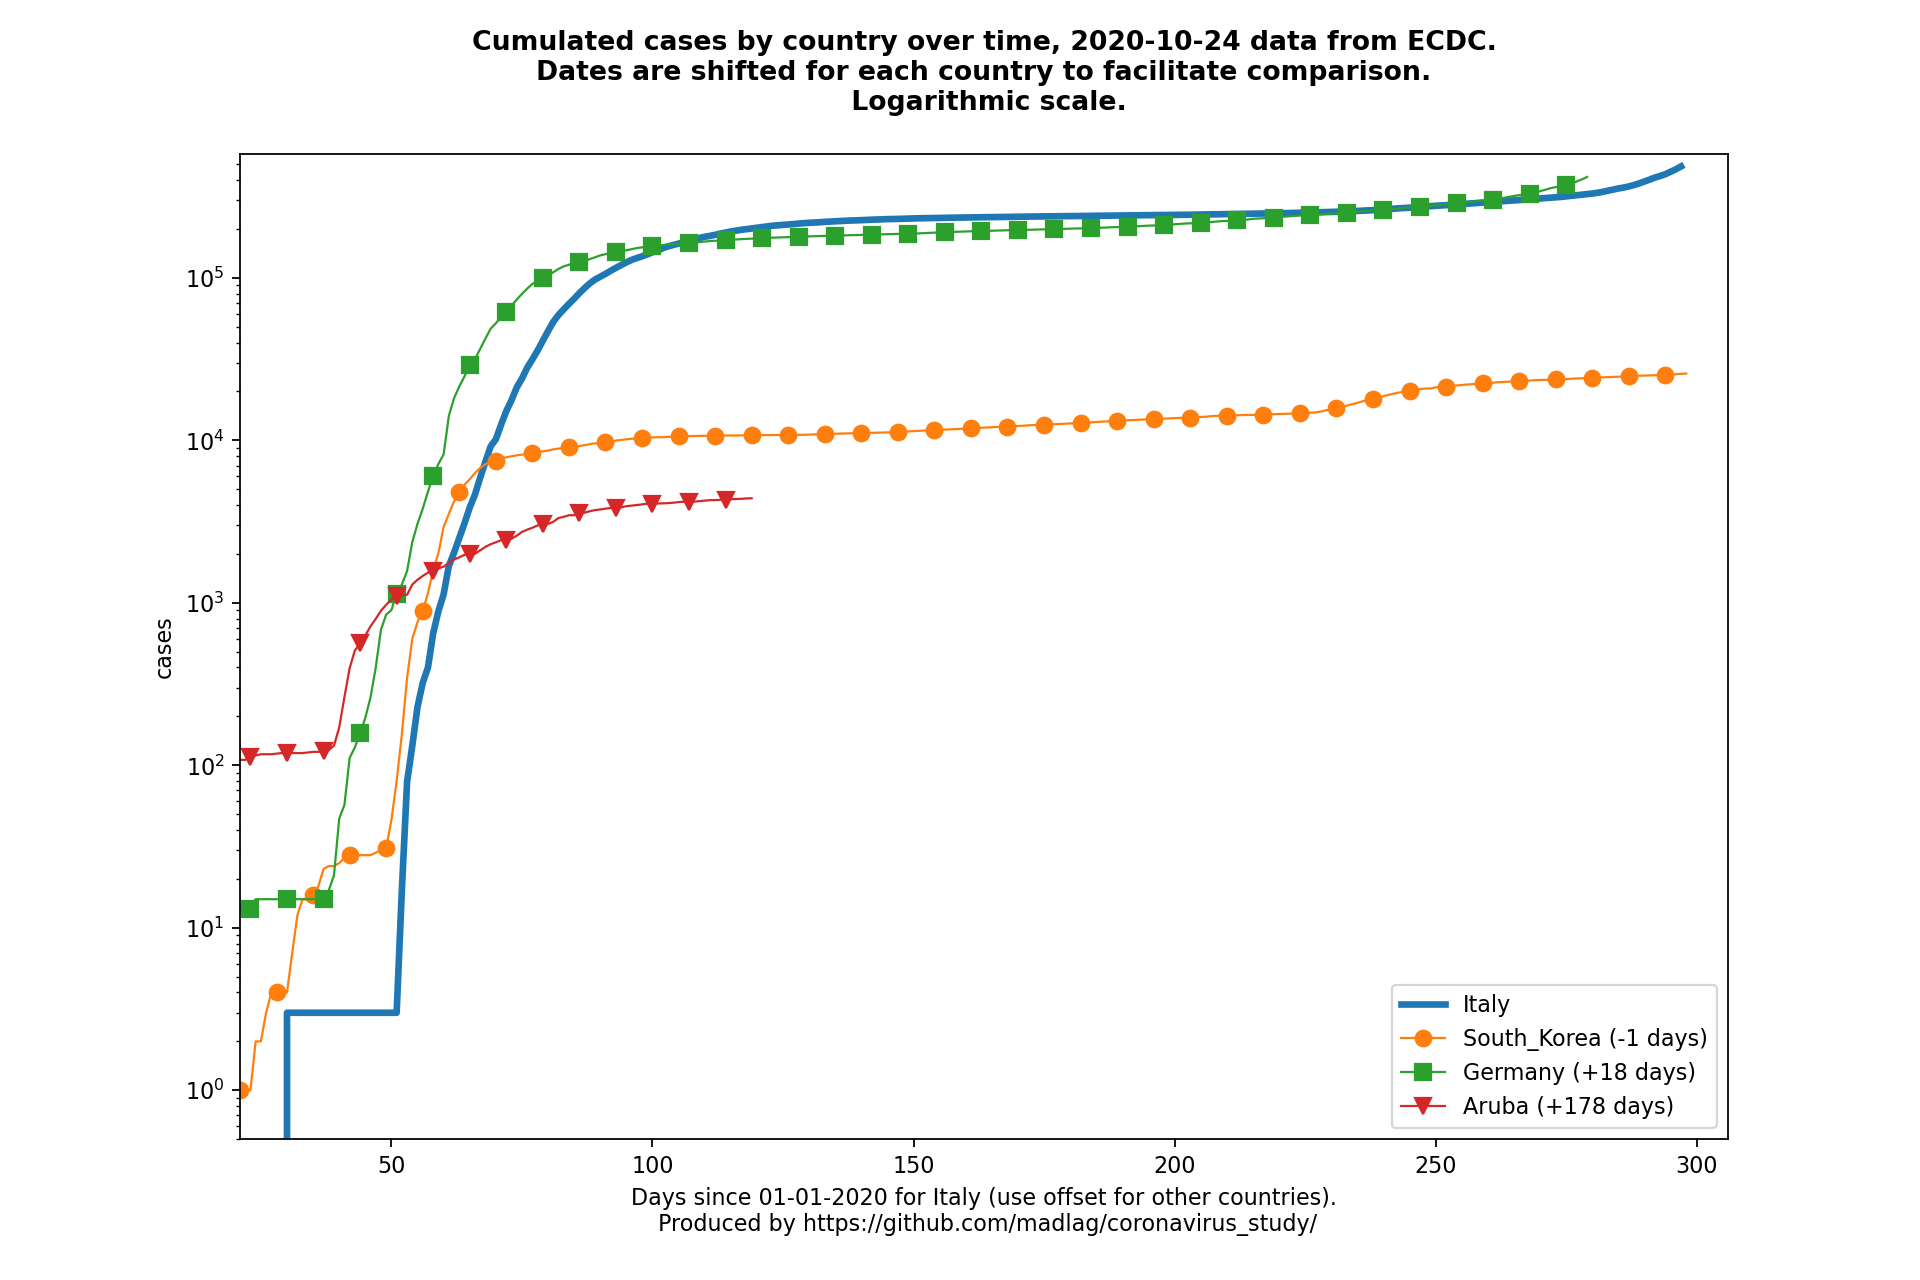 Cumulated cases by country over time, 2020-10-24 data from ECDC.
Dates are shifted for each country to facilitate comparison.
Logarithmic scale.
cases
10^5
10^4
10^3
10^2
10^1
10^0
50
100
150
200
250
300
Italy
South_Korea (-1 days)
Germany (+18 days)
Aruba (+178 days)
Days since 01-01-2020 for Italy (use offset for other countries).
Produced by https://github.com/madlag/coronavirus_study/